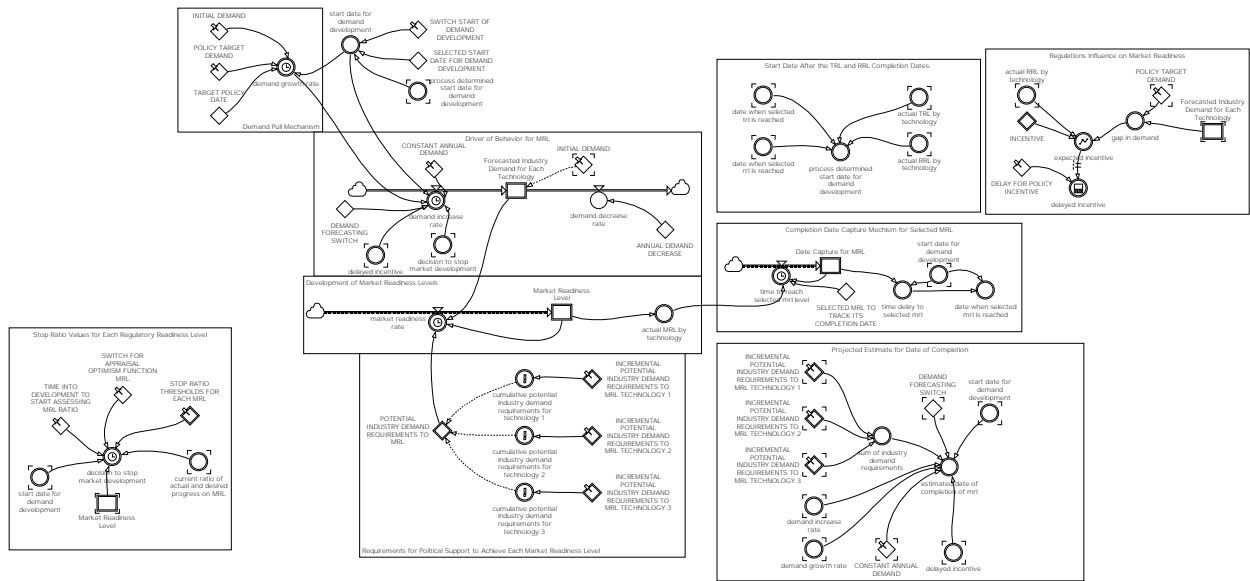 INITIAL DEMAND
POLICY TARGET
DEMAND
TARGET POLICY
DATE
demand growth rate
Demand Pull Mechanism
start date for
demand
development
SWITCH START OF
DEMAND
DEVELOPMENT
SELECTED START
DATE FOR DEMAND
DEVELOPMENT
process determined
start date for
demand
development
Driver of Behavior for MRL
CONSTANT ANNUAL
DEMAND
Forecasted Industry
Demand for Each
Technology
INITIAL DEMAND
DEMAND
FORECASTING
SWITCH
demand increase
rate
demand decrease
rate
delayed incentive
decision to stop
market development
ANNUAL DEMAND
DECREASE
Development of Market Readiness Levels
market readiness
rate
Market Readiness
Level
actual MRL by
technology
POTENTIAL
INDUSTRY DEMAND
REQUIREMENTS TO
MRL
cumulative potential
industry demand
requirements for
technology 1
cumulative potential
industry demand
requirements for
technology 2
cumulative potential
industry demand
requirements for
technology 3
INCREMENTAL
POTENTIAL
INDUSTRY DEMAND
REQUIREMENTS TO
MRL TECHNOLOGY 1
INCREMENTAL
POTENTIAL
INDUSTRY DEMAND
REQUIREMENTS TO
MRL TECHNOLOGY 2
INCREMENTAL
POTENTIAL
INDUSTRY DEMAND
REQUIREMENTS TO
MRL TECHNOLOGY 3
Requirements for Political Support to Achieve Each Market Readiness Level
Stop Ratio Values for Each Regulatory Readiness Level
SWITCH FOR
APPRAISAL
OPTIMISM FUNCTION
MRL
TIME INTO
DEVELOPMENT TO
START ASSESSING
MRL RATIO
STOP RATIO
THRESHOLDS FOR
EACH MRL
decision to stop
market development
start date for
demand
development
current ratio of
actual and desired
progress on MRL
Market Readiness
Level
Start Date After the TRL and RRL Completion Dates
date when selected
trl is reached
date when selected
rrl is reached
actual TRL by
technology
actual RRL by
technology
process determined
start date for
demand
development
Regulations Influence on Market Readiness
actual RRL by
technology
INCENTIVE
POLICY TARGET
DEMAND
Forecasted Industry
Demand for Each
Technology
gap in demand
expected incentive
DELAY FOR POLICY
INCENTIVE
delayed incentive
Completion Date Capture Mechism for Selected MRL
Date Capture for MRL
start date for
demand
development
time to reach
selected mrl level
SELECTED MRL TO
TRACK ITS
COMPLETION DATE
time delay to
selected mrl
date when selected
mrl is reached
Projected Estimate for Date of Completion
INCREMENTAL
POTENTIAL
INDUSTRY DEMAND
REQUIREMENTS TO
MRL TECHNOLOGY 1
INCREMENTAL
POTENTIAL
INDUSTRY DEMAND
REQUIREMENTS TO
MRL TECHNOLOGY 2
INCREMENTAL
POTENTIAL
INDUSTRY DEMAND
REQUIREMENTS TO
MRL TECHNOLOGY 3
DEMAND
FORECASTING
SWITCH
start date for
demand
development
sum of industry
demand
requirements
estimated date of
completion of mrl
demand increase
rate
demand growth rate
CONSTANT ANNUAL
DEMAND
delayed incentive